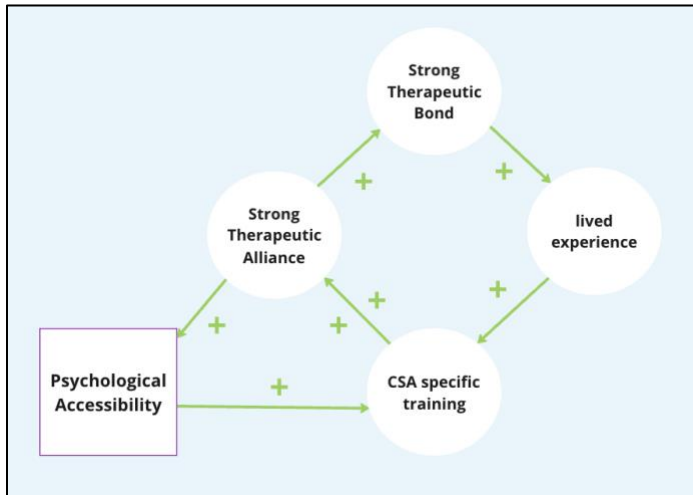 Strong
Therapeutic
Bond
+
+
Strong
Therapeutic
Alliance
lived
experience
+
+
+
+
Psychological
Accessibility
+
CSA specific
training